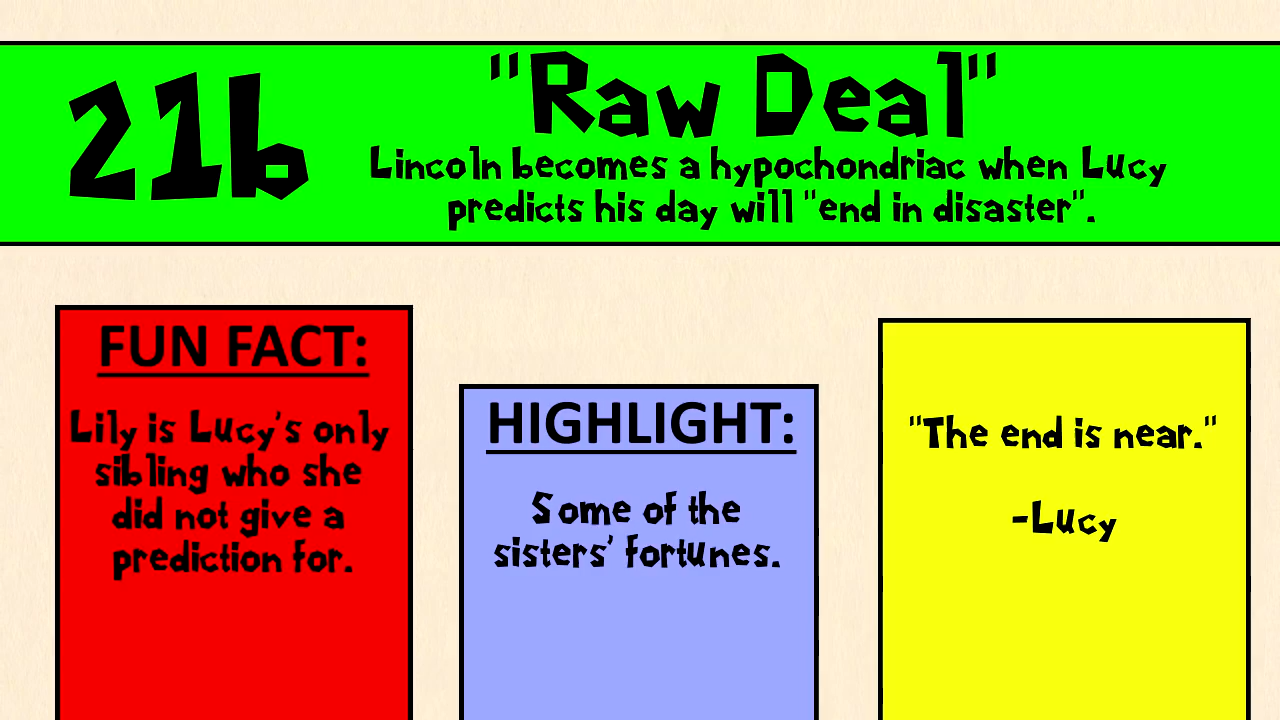 21b
"Raw Deal"
Lincoln becomes a hypochondriac when Lucy
predicts his day will "end in disaster".
FUN FACT:
Lily is Lucy's only
sibling who she
did not give a
prediction for.
HIGHLIGHT:
Some of the
sisters' fortunes.
"The end is near."
-Lucy